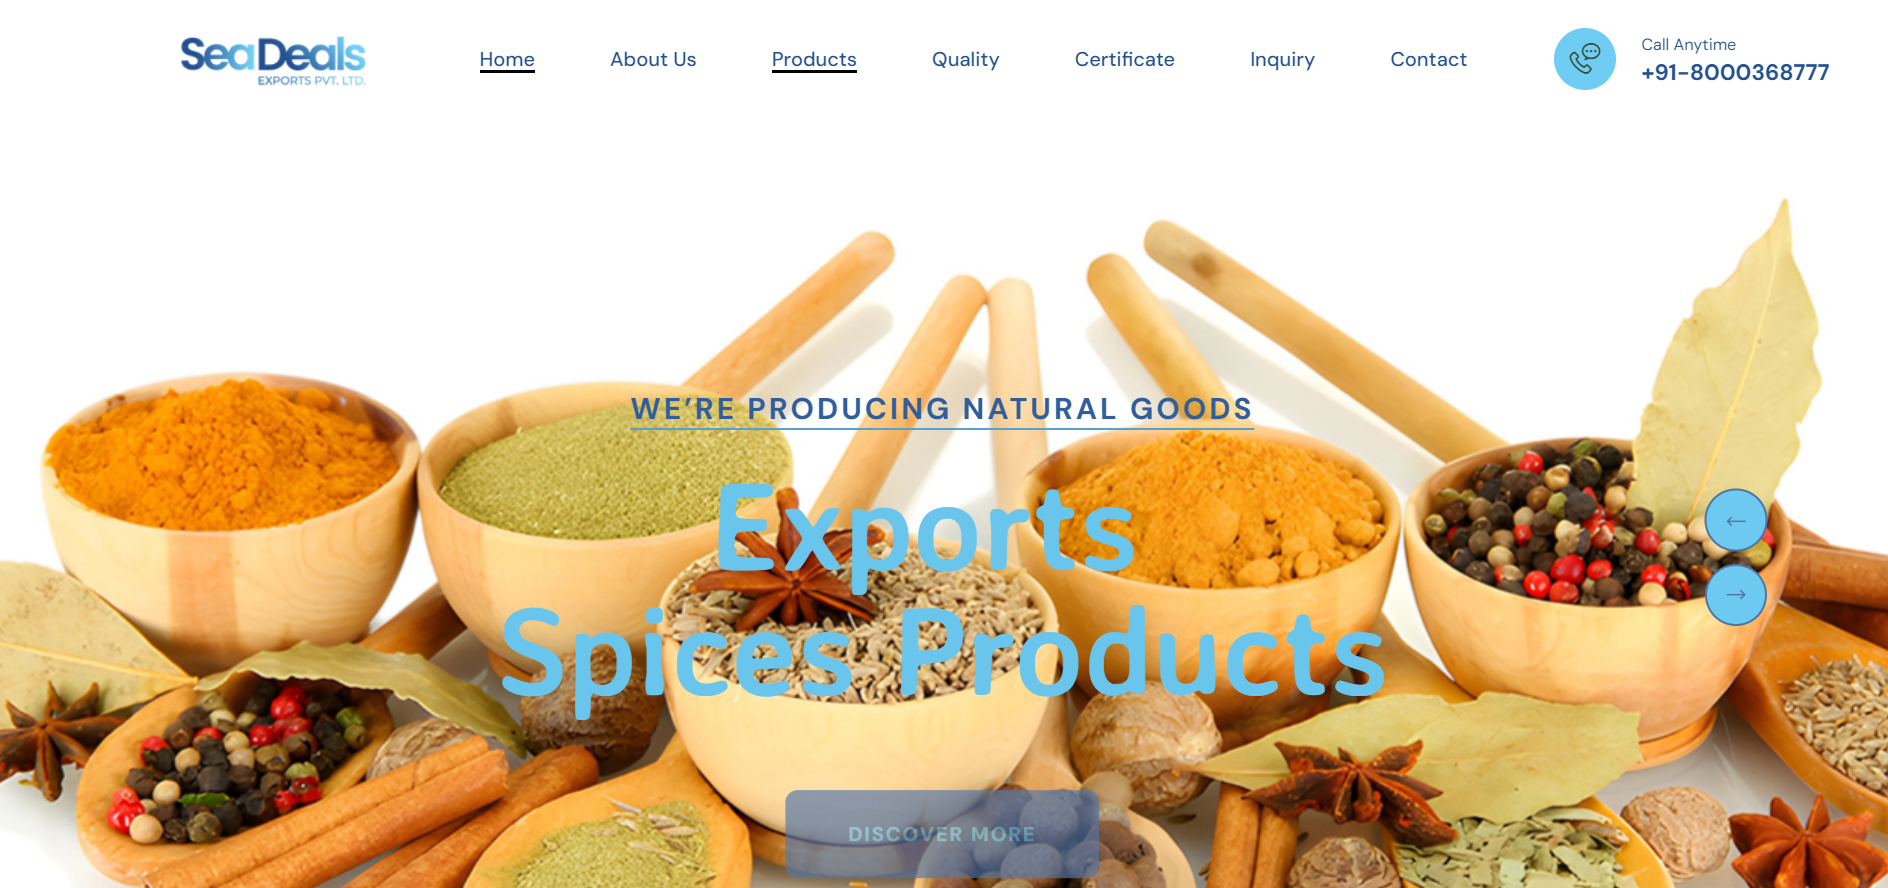 SeaDeals
EXPORTS PVT. LTD.
Home
About Us
Products
Quality
Certificate
Inquiry
Contact
Call Anytime
+91-8000368777
WE’RE PRODUCING NATURAL GOODS
Exports
Spices Products
DISCOVER MORE